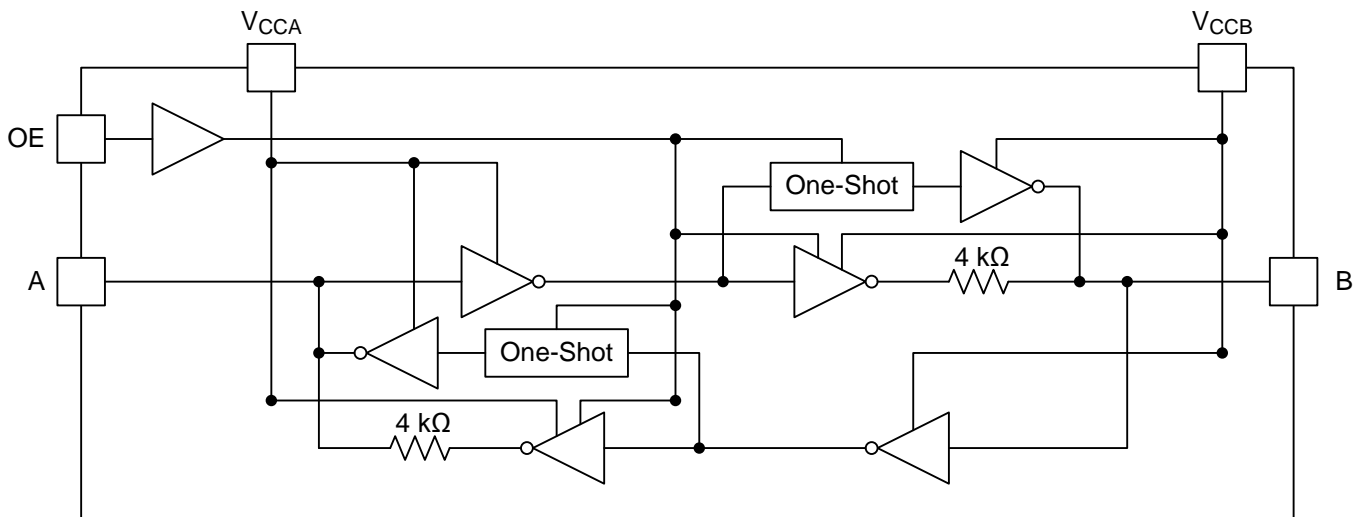 VCCA
VCCB
OE
One-Shot
4 kΩ
A
B
One-Shot
4 kΩ